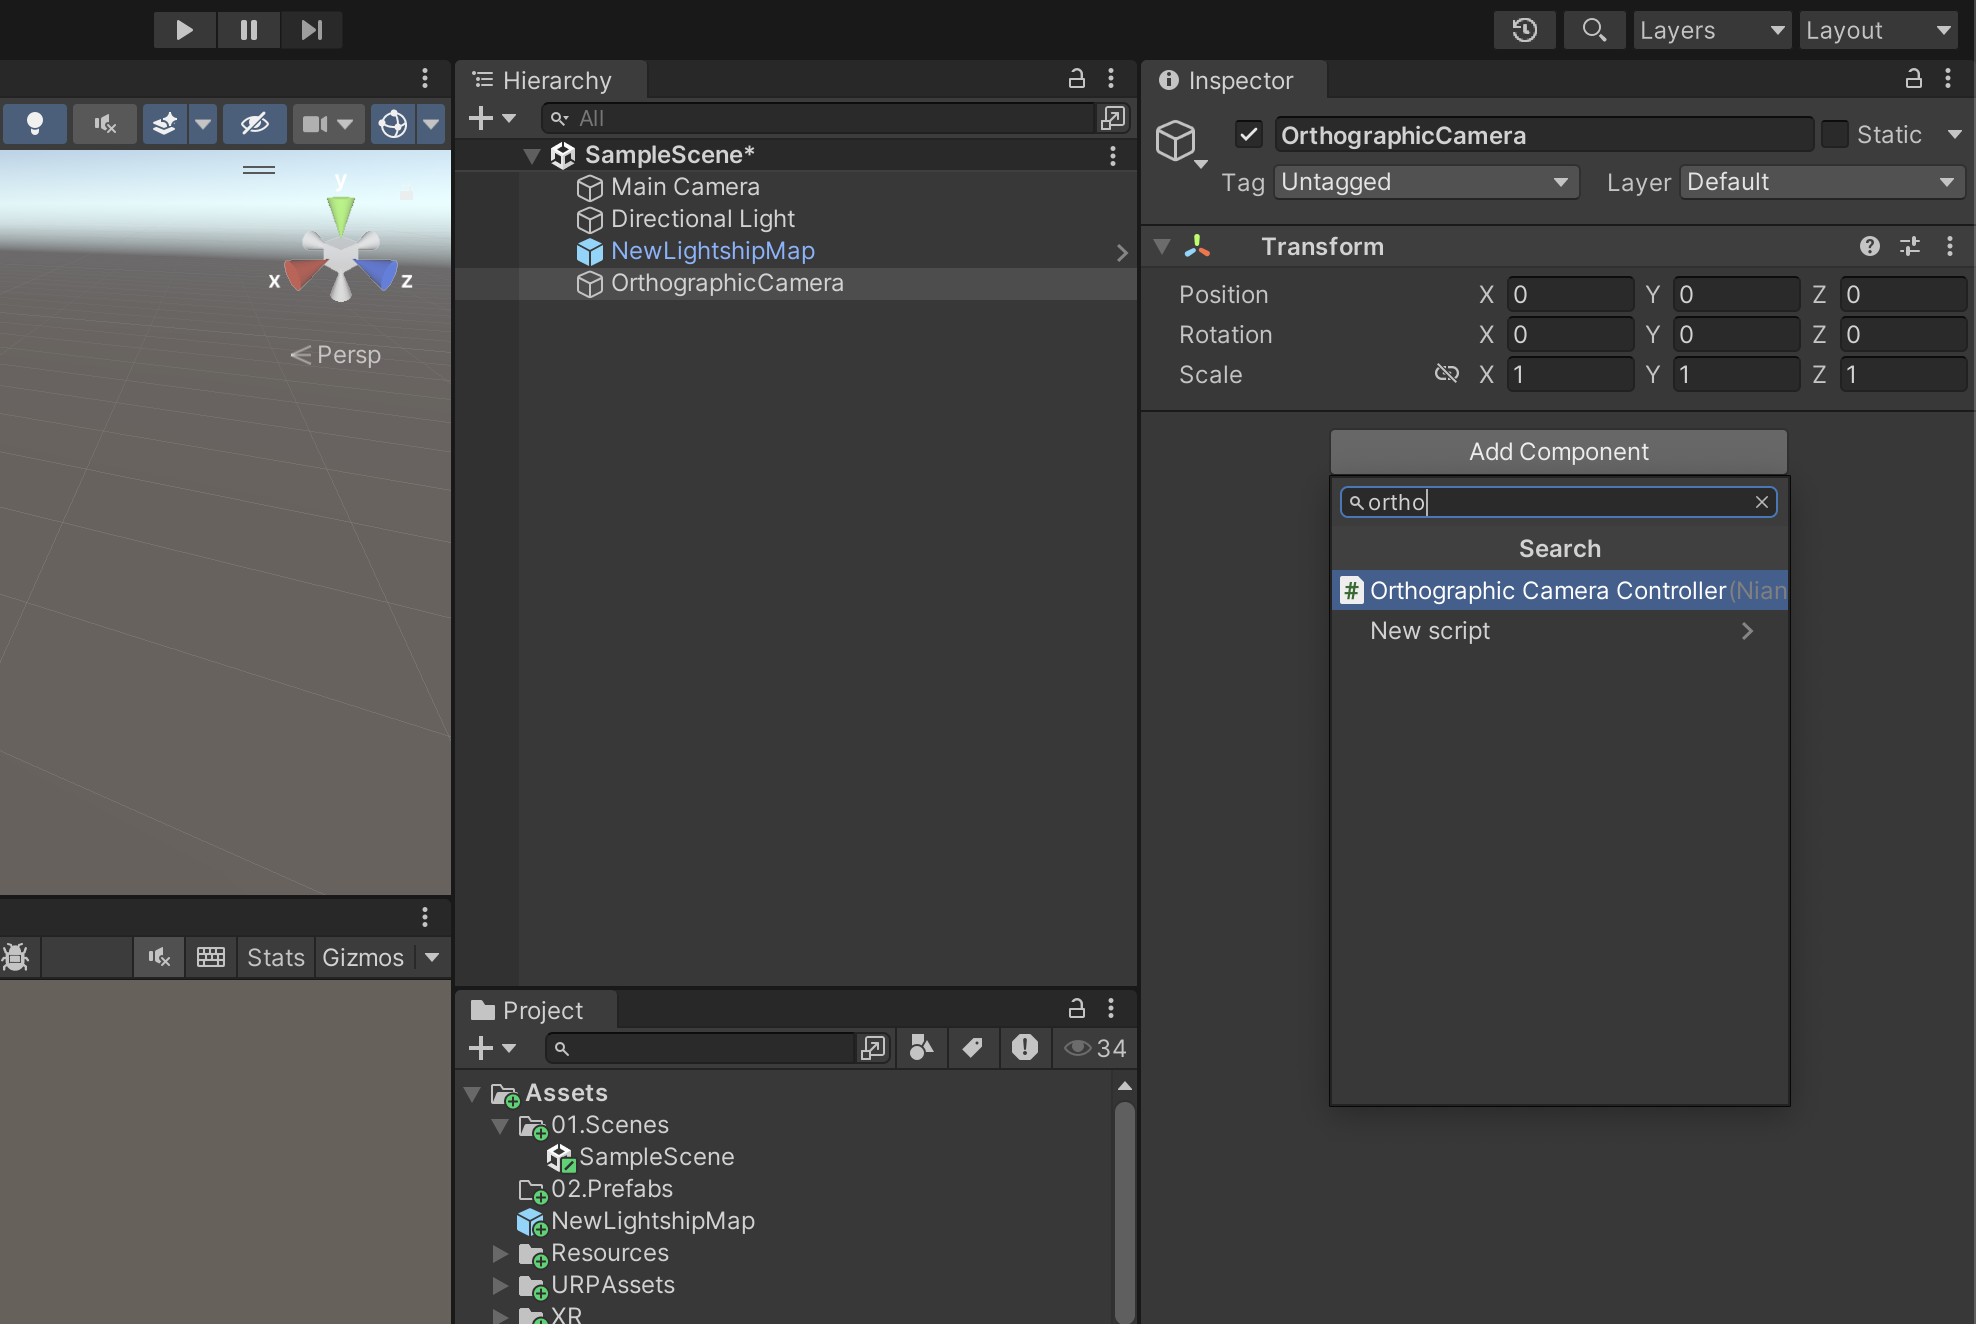 Layers
Layout
Hierarchy
All
SampleScene*
Main Camera
Directional Light
NewLightshipMap
OrthographicCamera
y
x
z
Persp
Stats
Gizmos
Project
34
Assets
01.Scenes
SampleScene
02.Prefabs
NewLightshipMap
Resources
URPAssets
XR
Inspector
OrthographicCamera
Static
Tag Untagged Layer Default
Transform
Position X 0 Y 0 Z 0
Rotation X 0 Y 0 Z 0
Scale X 1 Y 1 Z 1
Add Component
ortho
Search
# Orthographic Camera Controller (Nian
New script